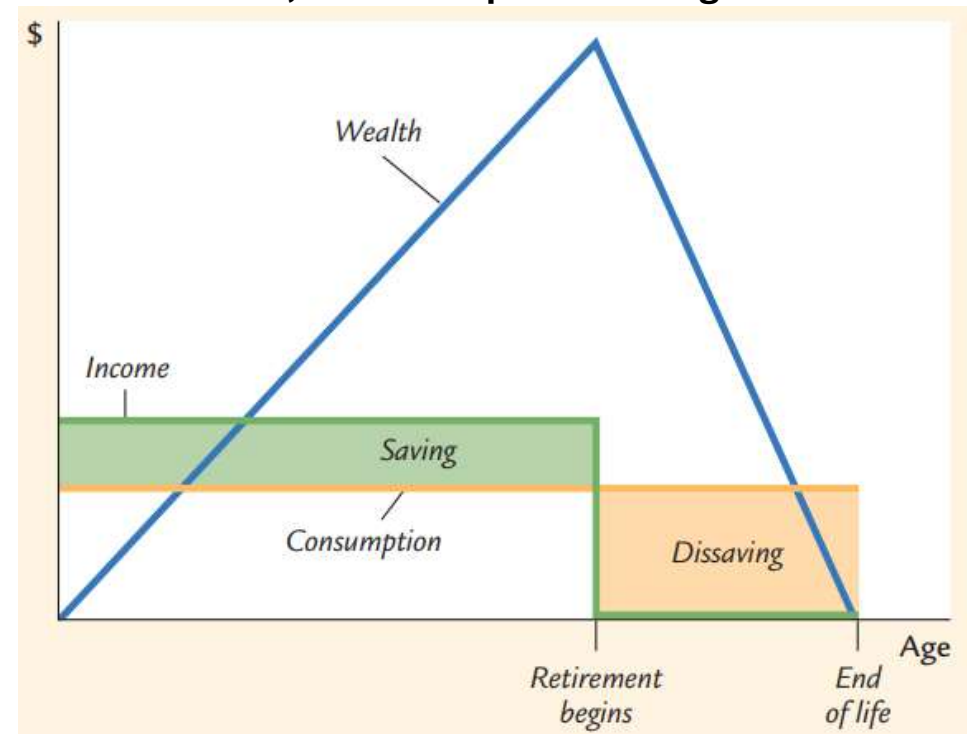 $
Wealth
Income
Saving
Consumption
Dissaving
Age
Retirement
begins
End
of life